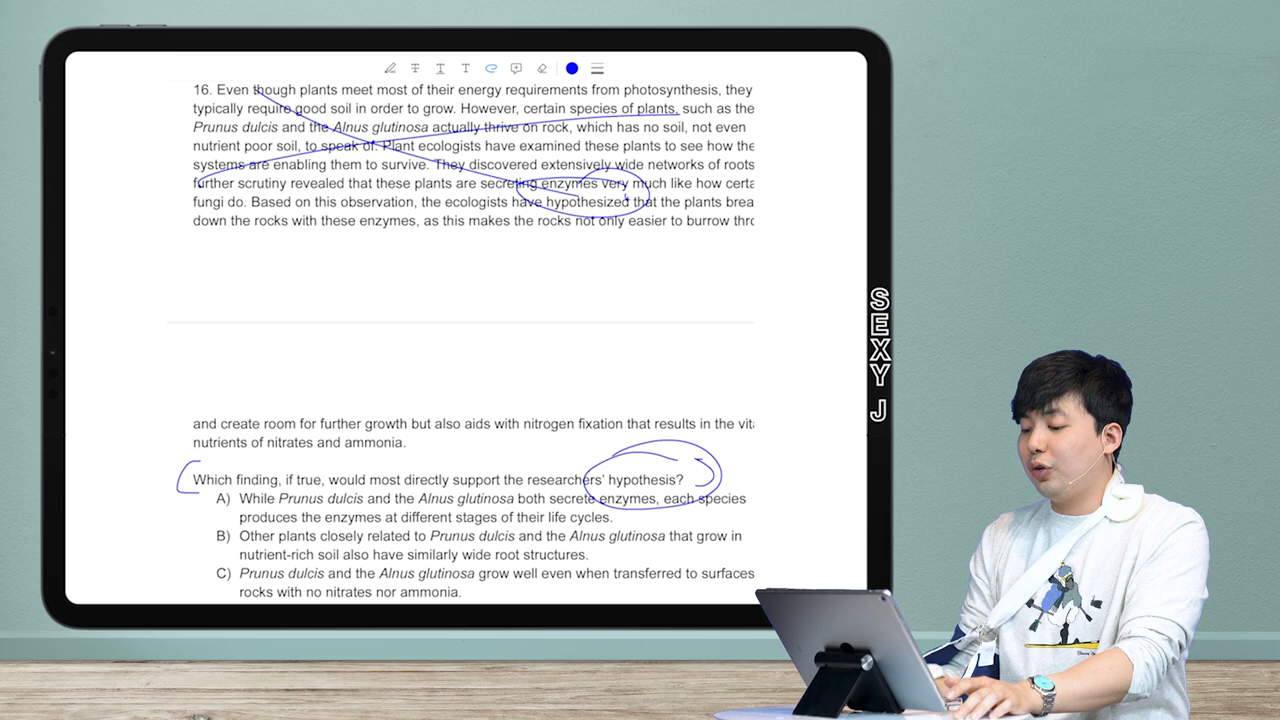 16. Even though plants meet most of their energy requirements from photosynthesis, they
typically require good soil in order to grow. However, certain species of plants, such as the
Prunus dulcis and the Alnus glutinosa actually thrive on rock, which has no soil, not even
nutrient poor soil, to speak of. Plant ecologists have examined these plants to see how the
systems are enabling them to survive. They discovered extensively wide networks of roots
further scrutiny revealed that these plants are secreting enzymes very much like how certa
fungi do. Based on this observation, the ecologists have hypothesized that the plants brea
down the rocks with these enzymes, as this makes the rocks not only easier to burrow thro
and create room for further growth but also aids with nitrogen fixation that results in the vita
nutrients of nitrates and ammonia.
Which finding, if true, would most directly support the researchers' hypothesis?
A) While Prunus dulcis and the Alnus glutinosa both secrete enzymes, each species
produces the enzymes at different stages of their life cycles.
B) Other plants closely related to Prunus dulcis and the Alnus glutinosa that grow in
nutrient-rich soil also have similarly wide root structures.
C) Prunus dulcis and the Alnus glutinosa grow well even when transferred to surfaces
rocks with no nitrates nor ammonia.
SEXY J